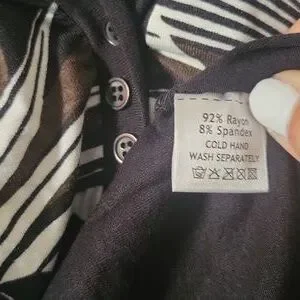 92% Rayon
8% Spandex
COLD HAND
WASH SEPARATELY